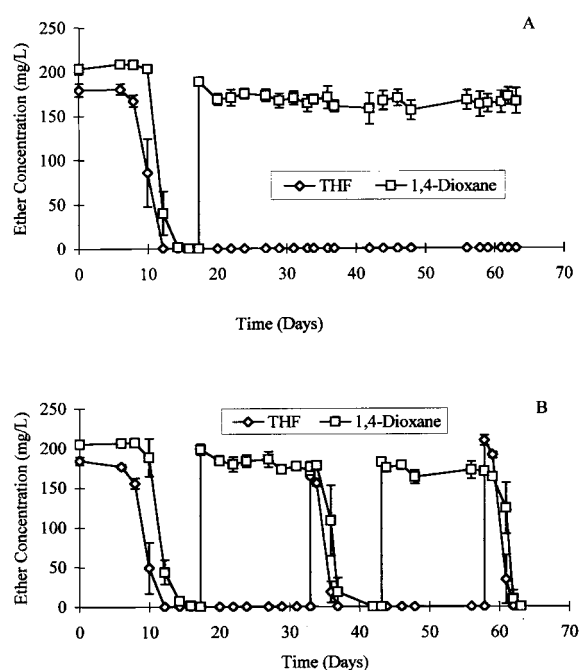 A
Ether Concentration (mg/L)
250
200
150
100
50
0
THF
1,4-Dioxane
0 10 20 30 40 50 60 70
Time (Days)
B
Ether Concentration (mg/L)
250
200
150
100
50
0
THF
1,4-Dioxane
0 10 20 30 40 50 60 70
Time (Days)